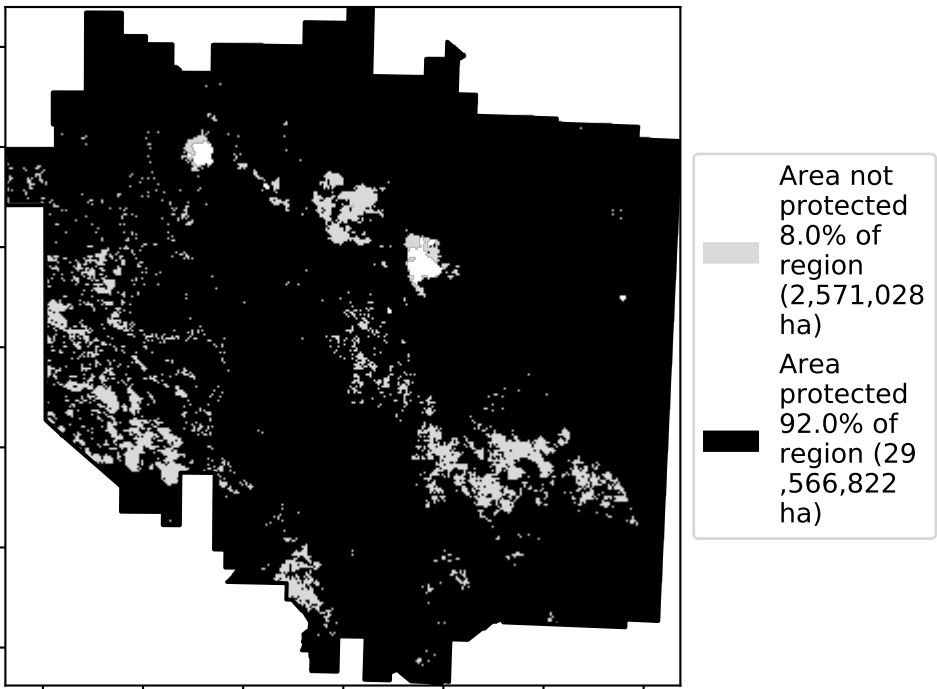 Area not
protected
8.0% of
region
(2,571,028
ha)
Area
protected
92.0% of
region (29
,566,822
ha)